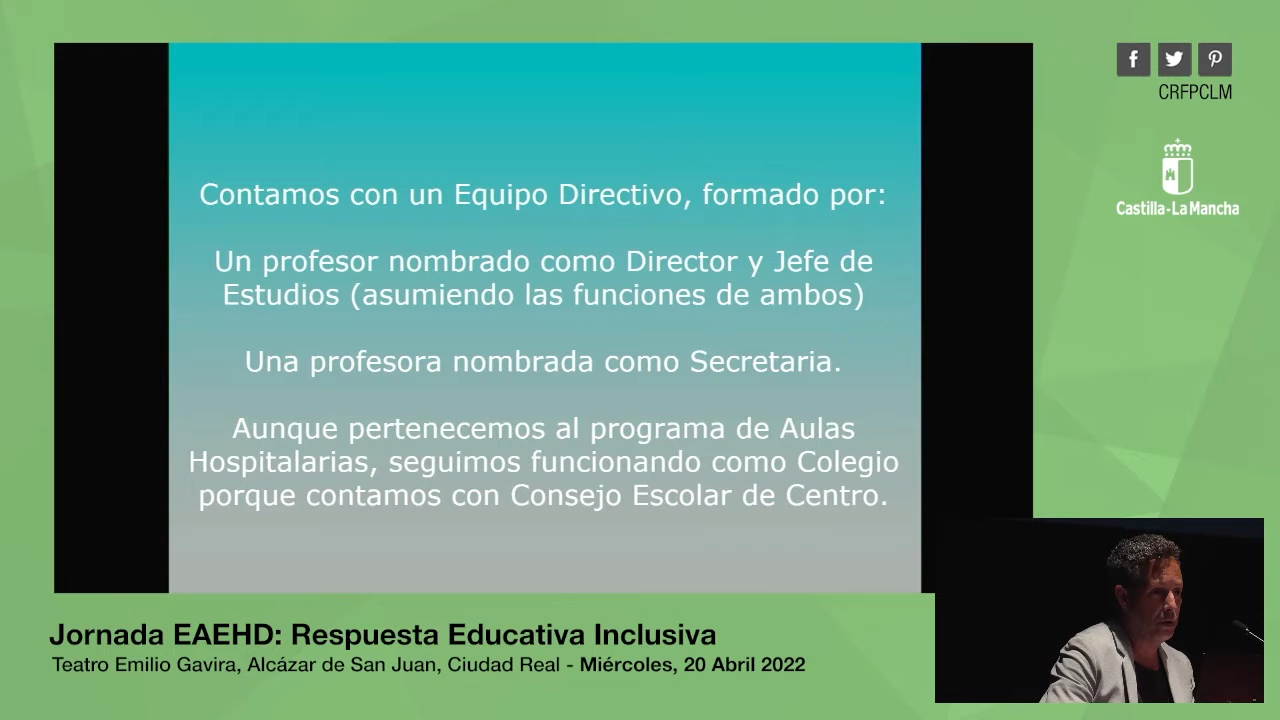 CRFPCLM
Castilla-La Mancha
Contamos con un Equipo Directivo, formado por:
Un profesor nombrado como Director y Jefe de
Estudios (asumiendo las funciones de ambos)
Una profesora nombrada como Secretaria.
Aunque pertenecemos al programa de Aulas
Hospitalarias, seguimos funcionando como Colegio
porque contamos con Consejo Escolar de Centro.
Jornada EAEHD: Respuesta Educativa Inclusiva
Teatro Emilio Gavira, Alcázar de San Juan, Ciudad Real - Miércoles, 20 Abril 2022